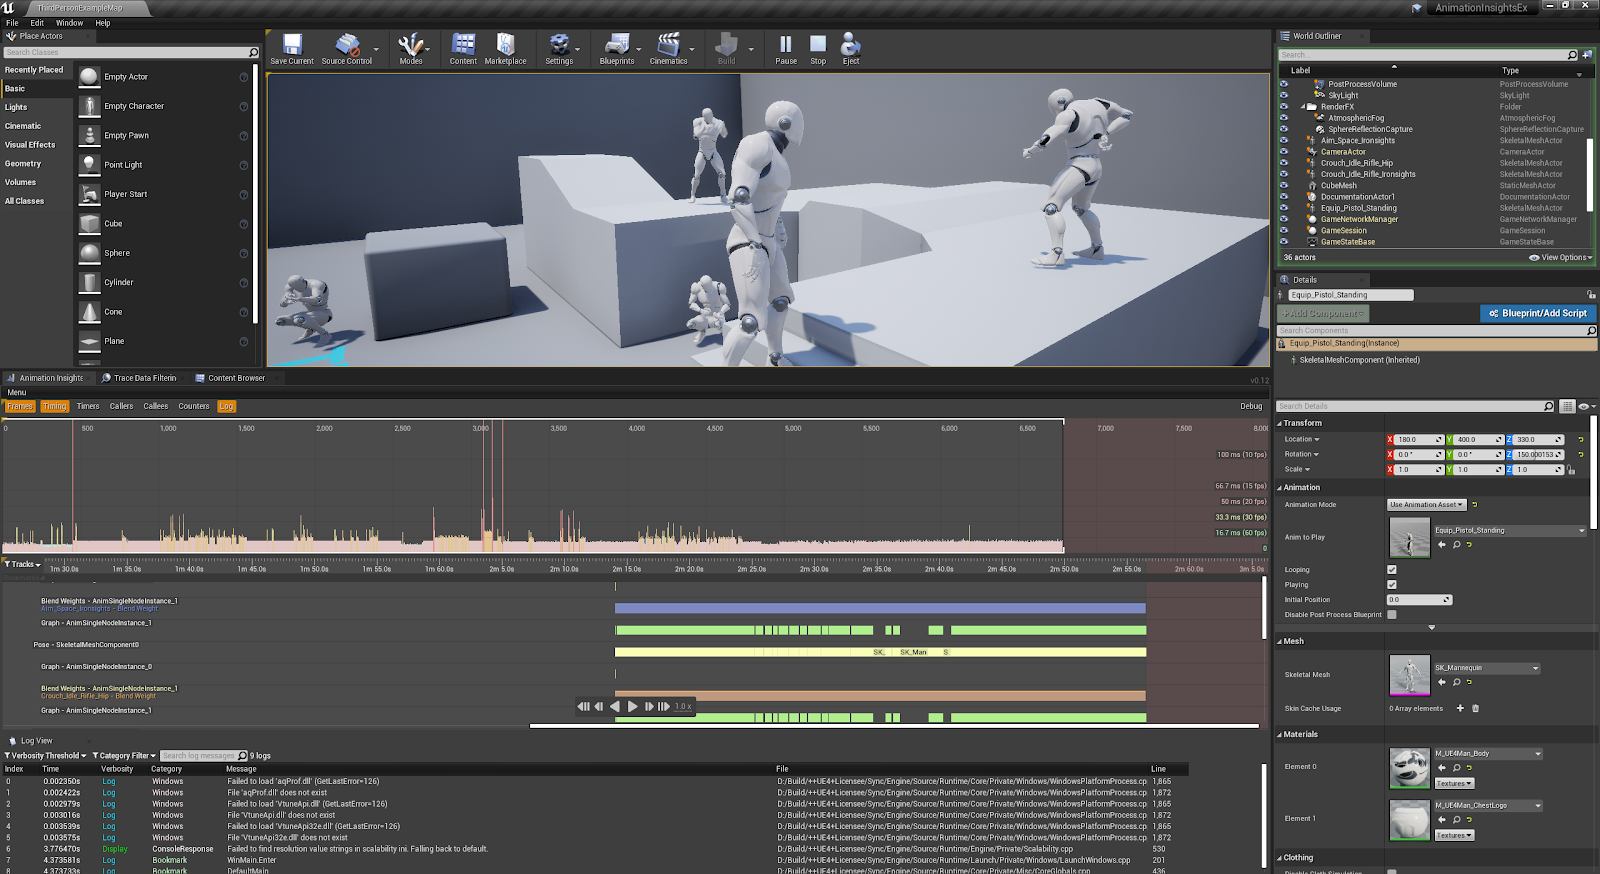 ThirdPersonExampleMap
AnimationInsightsEx
File Edit Window Help
Place Actors
Search Classes
Recently Placed
Basic
Lights
Cinematic
Visual Effects
Geometry
Volumes
All Classes
Empty Actor
Empty Character
Empty Pawn
Point Light
Player Start
Cube
Sphere
Cylinder
Cone
Plane
Save Current Source Control Modes Content Marketplace Settings Blueprints Cinematics Build Pause Stop Eject
World Outliner
Search...
Label Type
PostProcessVolume PostProcessVolume
SkyLight SkyLight
RenderFX Folder
AtmosphericFog AtmosphericFog
SphereReflectionCapture SphereReflectionCapture
Aim_Space_Ironsights SkeletalMeshActor
CameraActor CameraActor
Crouch_Idle_Rifle_Hip SkeletalMeshActor
Crouch_Idle_Rifle_Ironsights SkeletalMeshActor
CubeMesh StaticMeshActor
DocumentationActor1 DocumentationActor
Equip_Pistol_Standing SkeletalMeshActor
GameNetworkManager GameNetworkManager
GameSession GameSession
GameStateBase GameStateBase
36 actors View Options
Details
Equip_Pistol_Standing
+Add Component Blueprint/Add Script
Search Components
Equip_Pistol_Standing(Instance)
SkeletalMeshComponent (Inherited)
Search Details
Transform
Location X 180.0 Y 400.0 Z 330.0
Rotation X 0.0° Y 0.0° Z 150.000153
Scale X 1.0 Y 1.0 Z 1.0
Animation
Animation Mode Use Animation Asset
Anim to Play Equip_Pistol_Standing
Looping
Playing
Initial Position 0.0
Disable Post Process Blueprint
Mesh
Skeletal Mesh SK_Mannequin
Skin Cache Usage 0 Array elements
Materials
Element 0 M_UE4Man_Body
Textures
Element 1 M_UE4Man_ChestLogo
Textures
Clothing
Animation Insights Trace Data Filterin Content Browser
v0.12
Menu
Frames Timing Timers Callers Callees Counters Log Debug
0 500 1,000 1,500 2,000 2,500 3,000 3,500 4,000 4,500 5,000 5,500 6,000 6,500 7,000 7,500 8,000
100 ms (10 fps)
66.7 ms (15 fps)
50 ms (20 fps)
33.3 ms (30 fps)
16.7 ms (60 fps)
0
Tracks
1m 30.0s 1m 35.0s 1m 40.0s 1m 45.0s 1m 50.0s 1m 55.0s 1m 60.0s 2m 5.0s 2m 10.0s 2m 15.0s 2m 20.0s 2m 25.0s 2m 30.0s 2m 35.0s 2m 40.0s 2m 45.0s 2m 50.0s 2m 55.0s 2m 60.0s 3m 5.0s
Blend Weights - AnimSingleNodeInstance_1
Aim_Space_Ironsights - Blend Weight
Graph - AnimSingleNodeInstance_1
Pose - SkeletalMeshComponent0
SK_ SK_Man S
Graph - AnimSingleNodeInstance_0
Blend Weights - AnimSingleNodeInstance_1
Crouch_Idle_Rifle_Hip - Blend Weight
Graph - AnimSingleNodeInstance_1
1.0 x
Log View
Verbosity Threshold Category Filter Search log messages 9 logs
Index Time Verbosity Category Message File Line
0 0.002350s Log Windows Failed to load 'aqProf.dll' (GetLastError=126) D:/Build/++UE4+Licensee/Sync/Engine/Source/Runtime/Core/Private/Windows/WindowsPlatformProcess.cp 1,865
1 0.002422s Log Windows File 'aqProf.dll' does not exist D:/Build/++UE4+Licensee/Sync/Engine/Source/Runtime/Core/Private/Windows/WindowsPlatformProcess.cp 1,872
2 0.002979s Log Windows Failed to load 'VtuneApi.dll' (GetLastError=126) D:/Build/++UE4+Licensee/Sync/Engine/Source/Runtime/Core/Private/Windows/WindowsPlatformProcess.cp 1,865
3 0.003016s Log Windows File 'VtuneApi.dll' does not exist D:/Build/++UE4+Licensee/Sync/Engine/Source/Runtime/Core/Private/Windows/WindowsPlatformProcess.cp 1,872
4 0.003539s Log Windows Failed to load 'VtuneApi32e.dll' (GetLastError=126) D:/Build/++UE4+Licensee/Sync/Engine/Source/Runtime/Core/Private/Windows/WindowsPlatformProcess.cp 1,865
5 0.003575s Log Windows File 'VtuneApi32e.dll' does not exist D:/Build/++UE4+Licensee/Sync/Engine/Source/Runtime/Core/Private/Windows/WindowsPlatformProcess.cp 1,872
6 3.776470s Display ConsoleResponse Failed to find resolution value strings in scalability ini. Falling back to default. D:/Build/++UE4+Licensee/Sync/Engine/Source/Runtime/Engine/Private/Scalability.cpp 530
7 4.373581s Log Bookmark WinMain.Enter D:/Build/++UE4+Licensee/Sync/Engine/Source/Runtime/Launch/Private/Windows/LaunchWindows.cpp 201
8 4.373733s Log Bookmark DefaultMain D:/Build/++UE4+Licensee/Sync/Engine/Source/Runtime/Core/Private/Misc/CoreGlobals.cpp 436